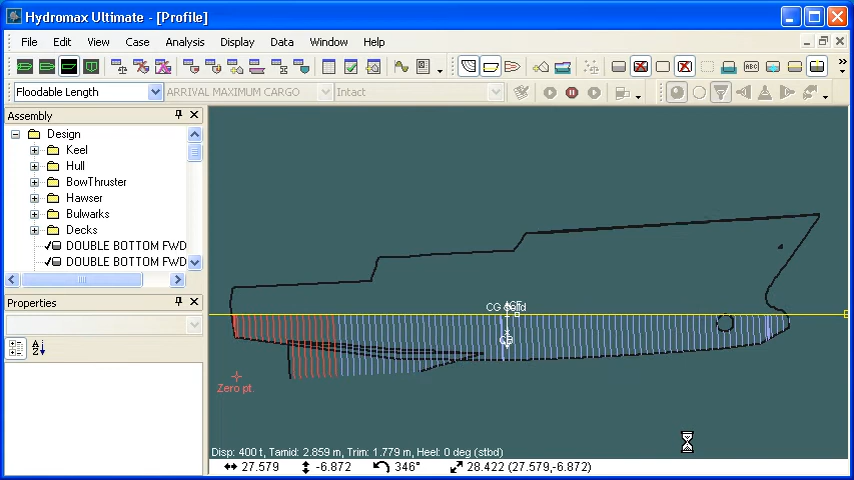 Hydromax Ultimate - [Profile]
File Edit View Case Analysis Display Data Window Help
ABC
Floodable Length ARRIVAL MAXIMUM CARGO Intact
Assembly
Design
Keel
Hull
BowThruster
Hawser
Bulwarks
Decks
DOUBLE BOTTOM FWD
DOUBLE BOTTOM FWD
Properties
CG solid
CB
Zero pt.
Disp: 400 t, Tamid: 2.859 m, Trim: 1.779 m, Heel: 0 deg (stbd)
27.579 -6.872 346° 28.422 (27.579,-6.872)